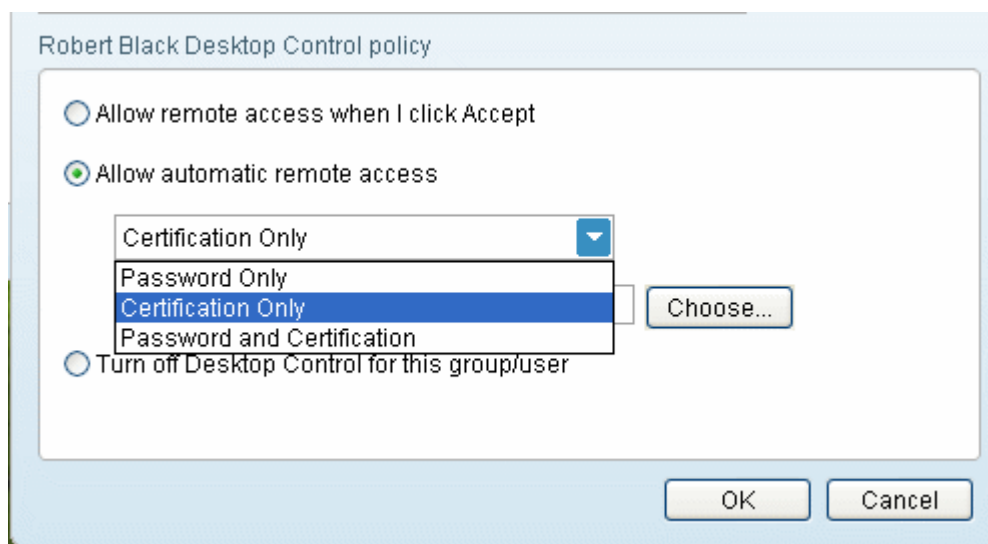 Robert Black Desktop Control policy
Allow remote access when I click Accept
Allow automatic remote access
Certification Only
Password Only
Certification Only
Choose...
Password and Certification
Turn off Desktop Control for this group/user
OK
Cancel